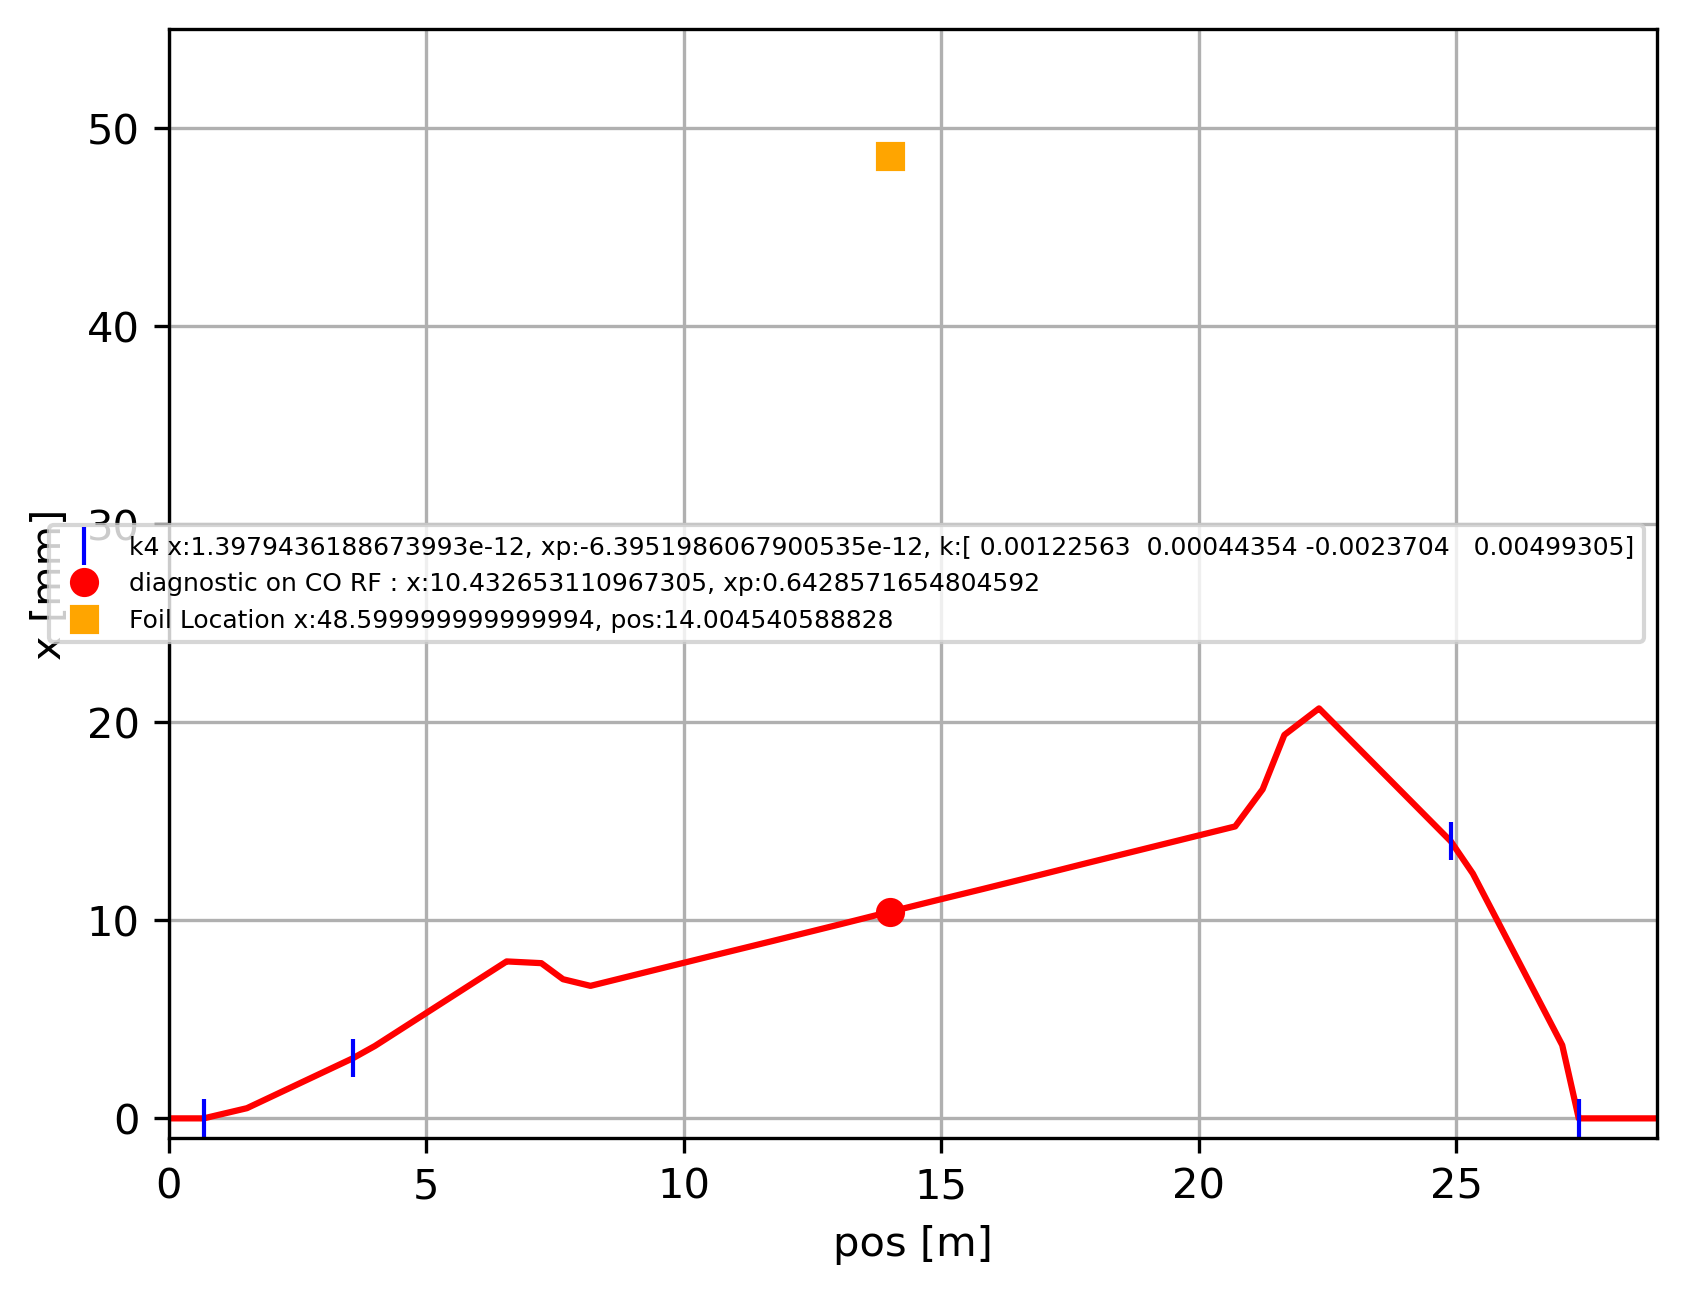 50
40
30
20
10
0
x [mm]
k4 x:1.3979436188673993e-12, xp:-6.3951986067900535e-12, k:[ 0.00122563  0.00044354 -0.0023704   0.00499305]
diagnostic on CO RF : x:10.432653110967305, xp:0.6428571654804592
Foil Location x:48.599999999999994, pos:14.004540588828
0 5 10 15 20 25
pos [m]